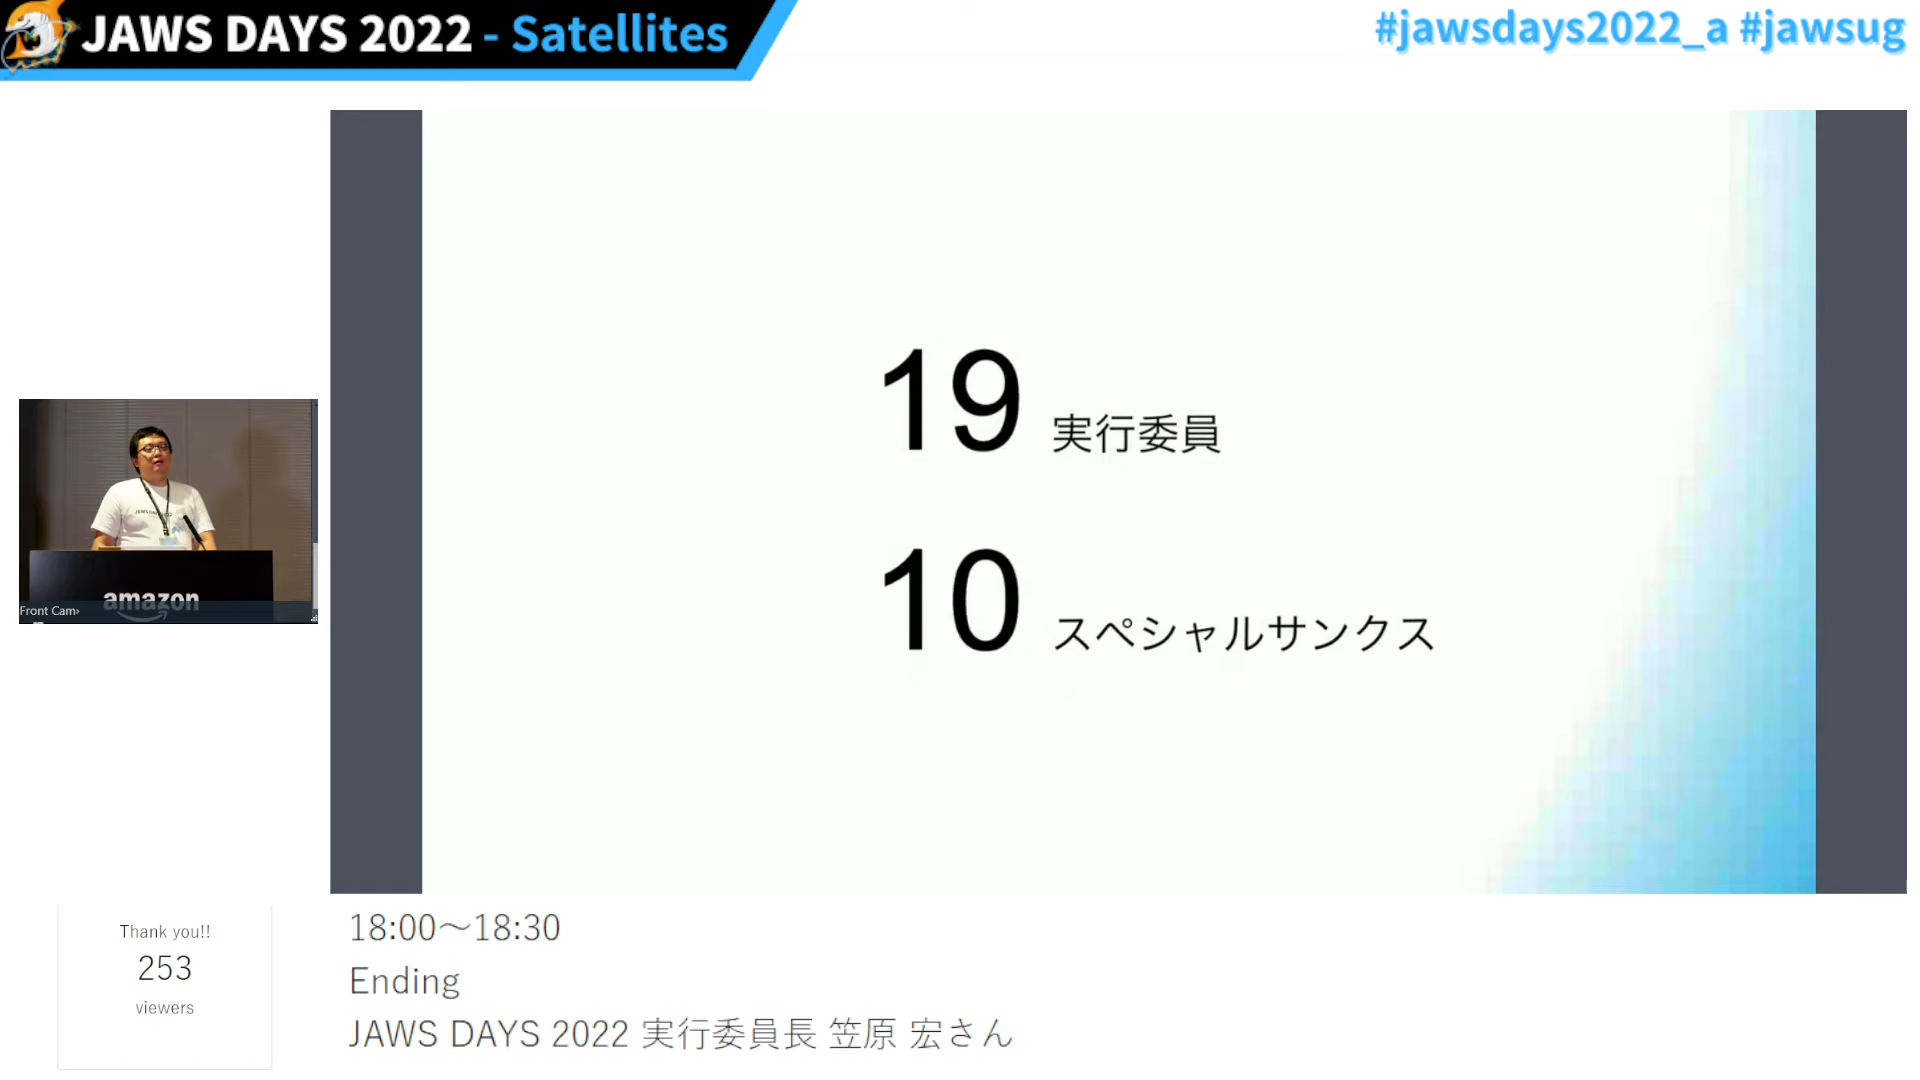 JAWS DAYS 2022 - Satellites
#jawsdays2022_a #jawsug
19 実行委員
10 スペシャルサンクス
amazon
Front Cam›
Thank you!!
253
viewers
18:00～18:30
Ending
JAWS DAYS 2022 実行委員長 笠原 宏さん